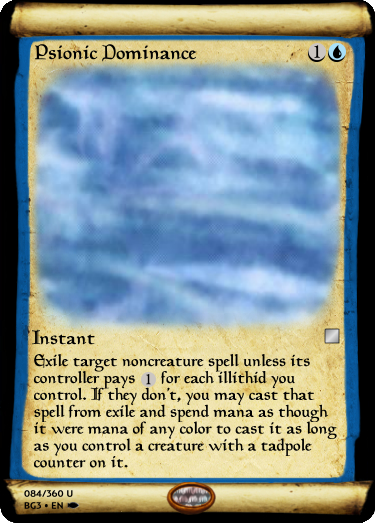 Psionic Dominance 1
Instant
Exile target noncreature spell unless its
controller pays 1 for each illithid you
control. If they don't, you may cast that
spell from exile and spend mana as though
it were mana of any color to cast it as long
as you control a creature with a tadpole
counter on it.
084/360 U
BG3 • EN